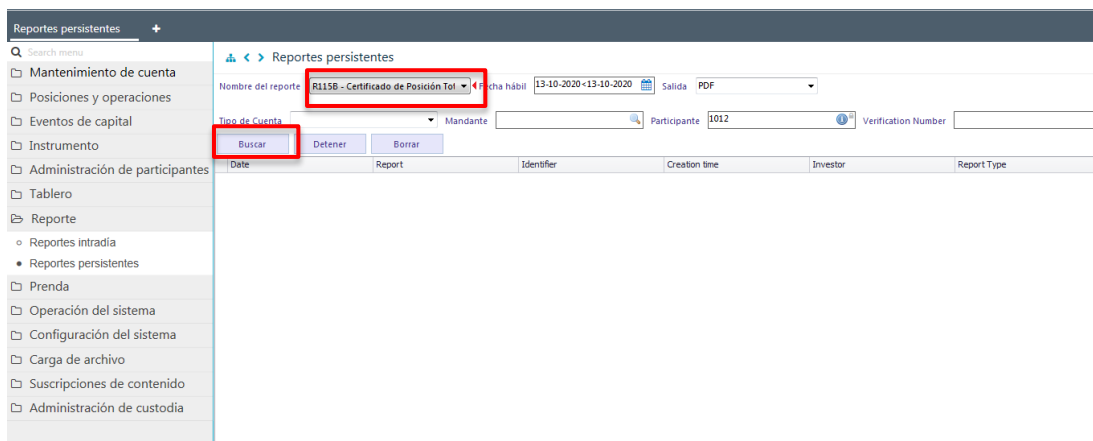 Reportes persistentes +
Search menu
Mantenimiento de cuenta
Posiciones y operaciones
Eventos de capital
Instrumento
Administración de participantes
Tablero
Reporte
Reportes intradía
Reportes persistentes
Prenda
Operación del sistema
Configuración del sistema
Carga de archivo
Suscripciones de contenido
Administración de custodia
Reportes persistentes
Nombre del reporte R115B - Certificado de Posición Tot Fecha hábil 13-10-2020<13-10-2020 Salida PDF
Tipo de Cuenta Mandante Participante 1012 Verification Number
Buscar Detener Borrar
Date Report Identifier Creation time Investor Report Type